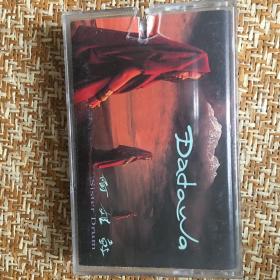 Dadawa
阿姐鼓
Sister Drum